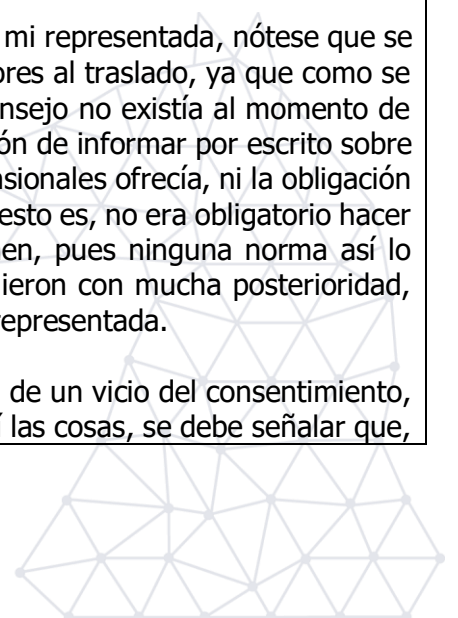 mi representada, nótese que se
ores al traslado, ya que como se
nsejo no existía al momento de
ión de informar por escrito sobre
nsionales ofrecía, ni la obligación
esto es, no era obligatorio hacer
en, pues ninguna norma así lo
ieron con mucha posterioridad,
representada.
de un vicio del consentimiento,
í las cosas, se debe señalar que,